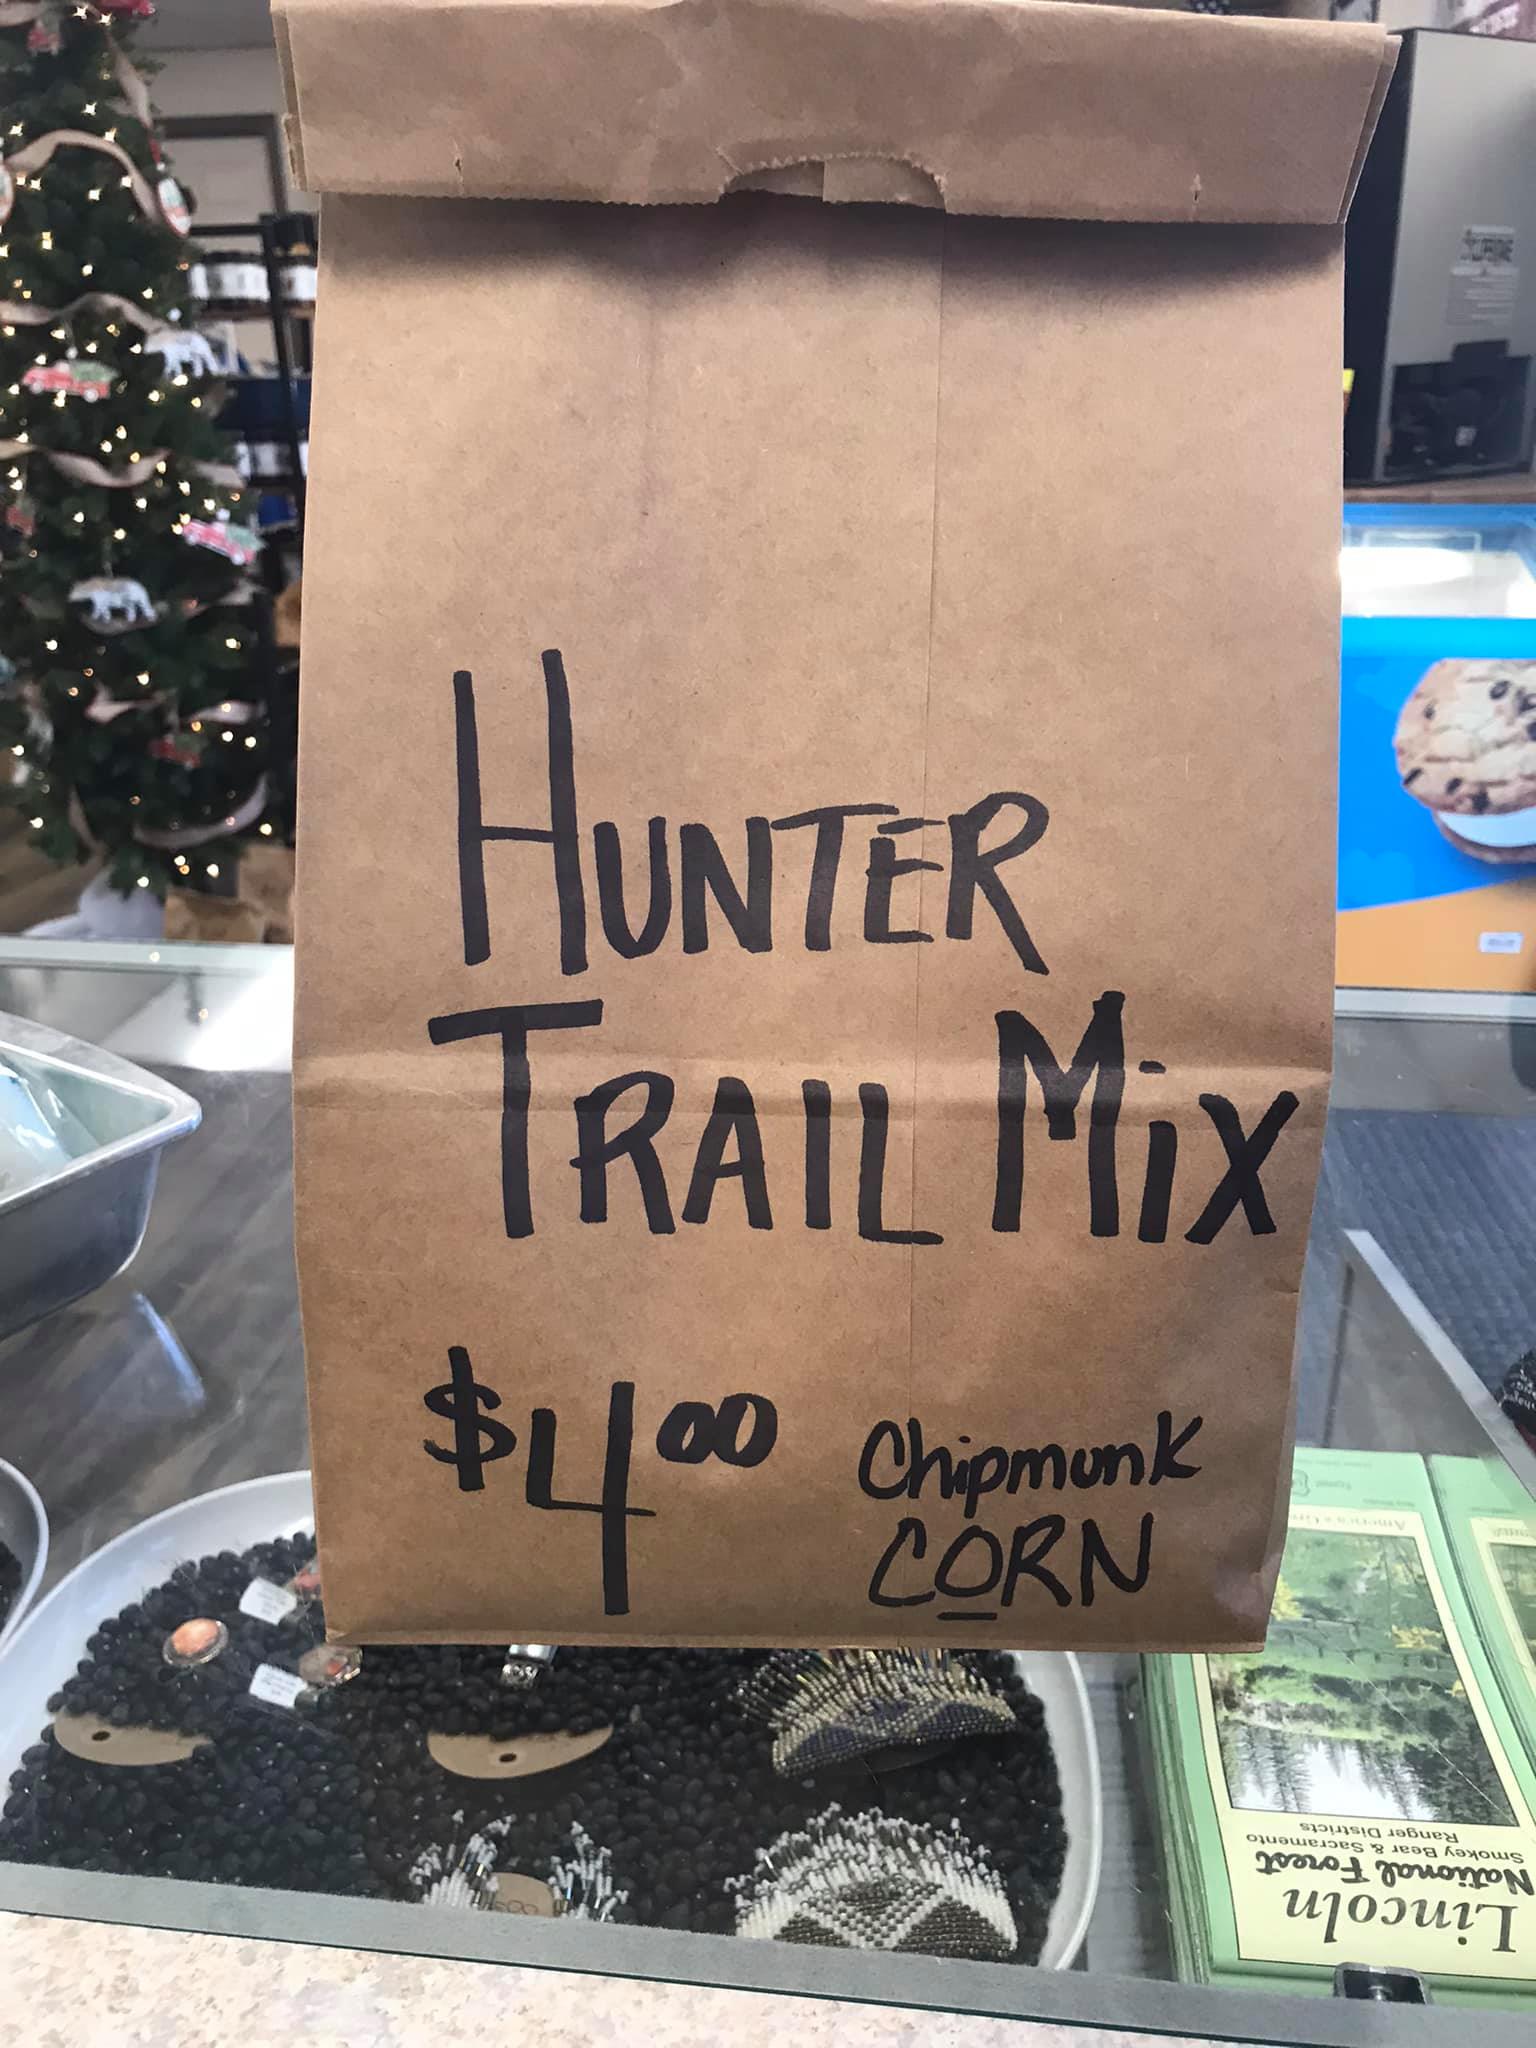 HUNTER
TRAIL MiX
$4.00
Chipmunk
CORN
Lincoln
National Forest
Smokey Bear & Sacramento
Ranger Districts